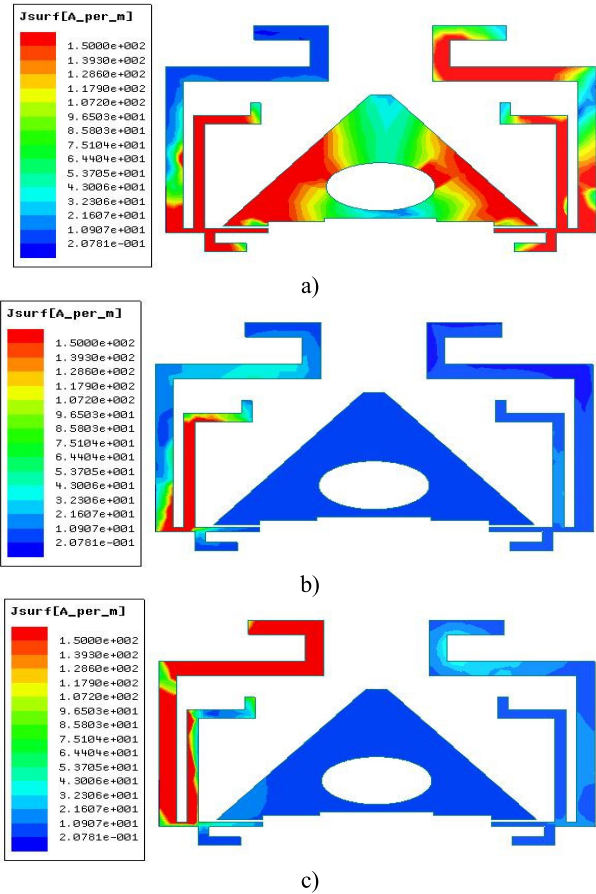 Jsurf[A_per_m]
1.5000e+002
1.3930e+002
1.2860e+002
1.1790e+002
1.0720e+002
9.6503e+001
8.5803e+001
7.5104e+001
6.4404e+001
5.3705e+001
4.3006e+001
3.2306e+001
2.1607e+001
1.0907e+001
2.0781e-001
a)
Jsurf[A_per_m]
1.5000e+002
1.3930e+002
1.2860e+002
1.1790e+002
1.0720e+002
9.6503e+001
8.5803e+001
7.5104e+001
6.4404e+001
5.3705e+001
4.3006e+001
3.2306e+001
2.1607e+001
1.0907e+001
2.0781e-001
b)
Jsurf[A_per_m]
1.5000e+002
1.3930e+002
1.2860e+002
1.1790e+002
1.0720e+002
9.6503e+001
8.5803e+001
7.5104e+001
6.4404e+001
5.3705e+001
4.3006e+001
3.2306e+001
2.1607e+001
1.0907e+001
2.0781e-001
c)